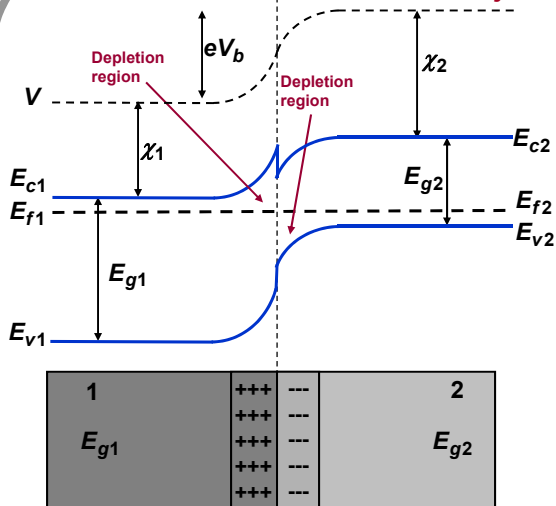 eV_b
χ₂
Depletion
region
Depletion
region
V
χ₁
E_c1
E_c2
E_g2
E_f1
E_f2
E_v2
E_g1
E_v1
1
+++ ---
2
+++ ---
E_g1
+++ ---
E_g2
+++ ---
+++ ---